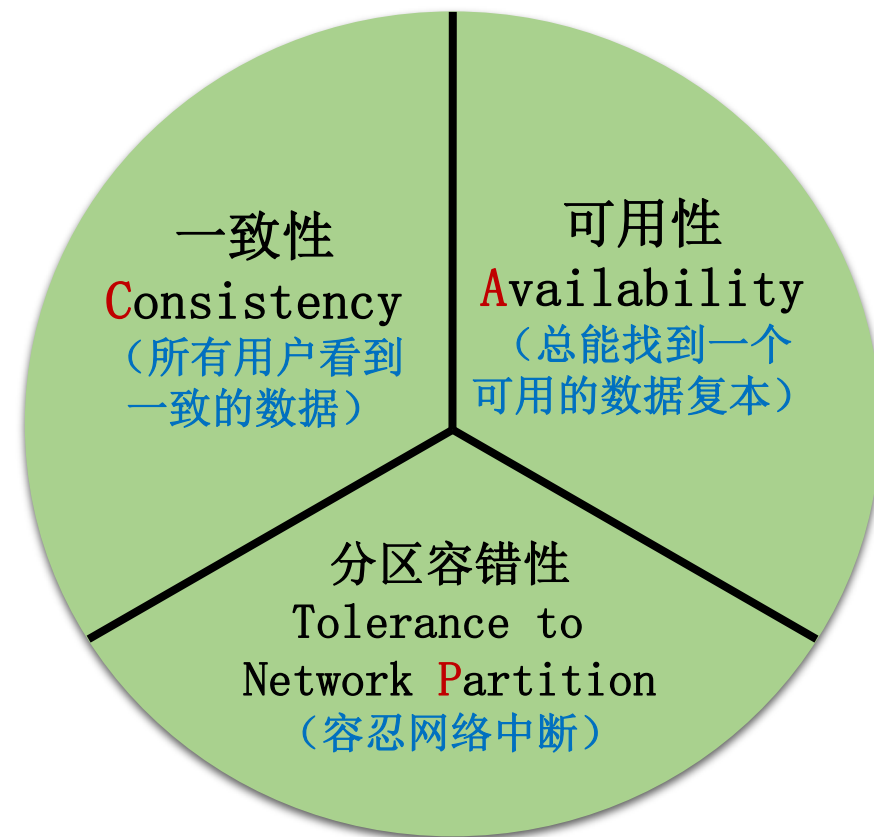 一致性
Consistency
（所有用户看到
一致的数据）
可用性
Availability
（总能找到一个
可用的数据复本）
分区容错性
Tolerance to
Network Partition
（容忍网络中断）